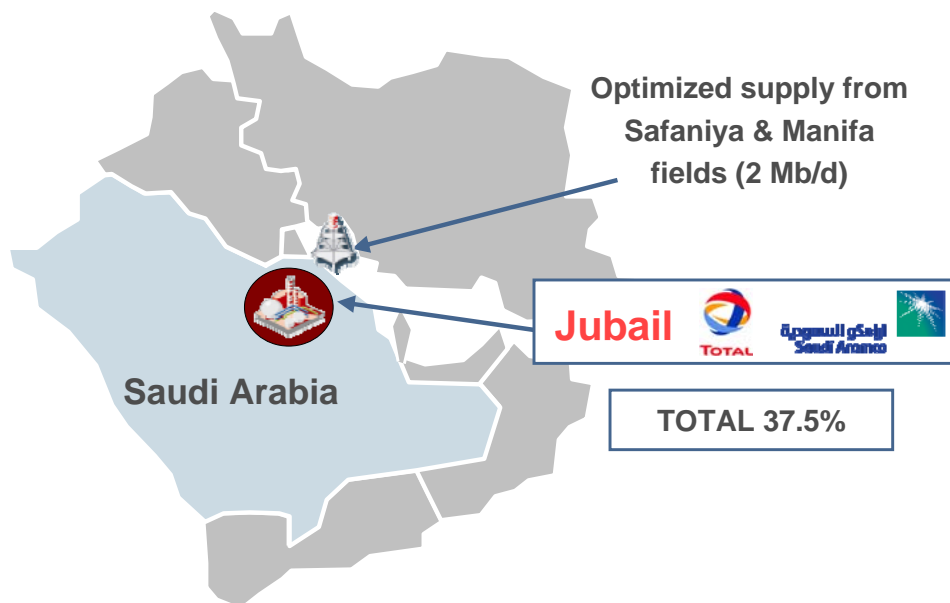 Optimized supply from
Safaniya & Manifa
fields (2 Mb/d)
Jubail
TOTAL
أرامكو السعودية
Saudi Aramco
Saudi Arabia
TOTAL 37.5%